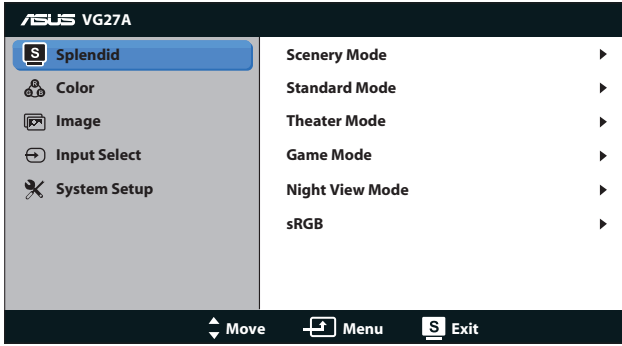 ASUS VG27A
S Splendid
Color
Image
Input Select
System Setup
Scenery Mode
Standard Mode
Theater Mode
Game Mode
Night View Mode
sRGB
Move Menu S Exit